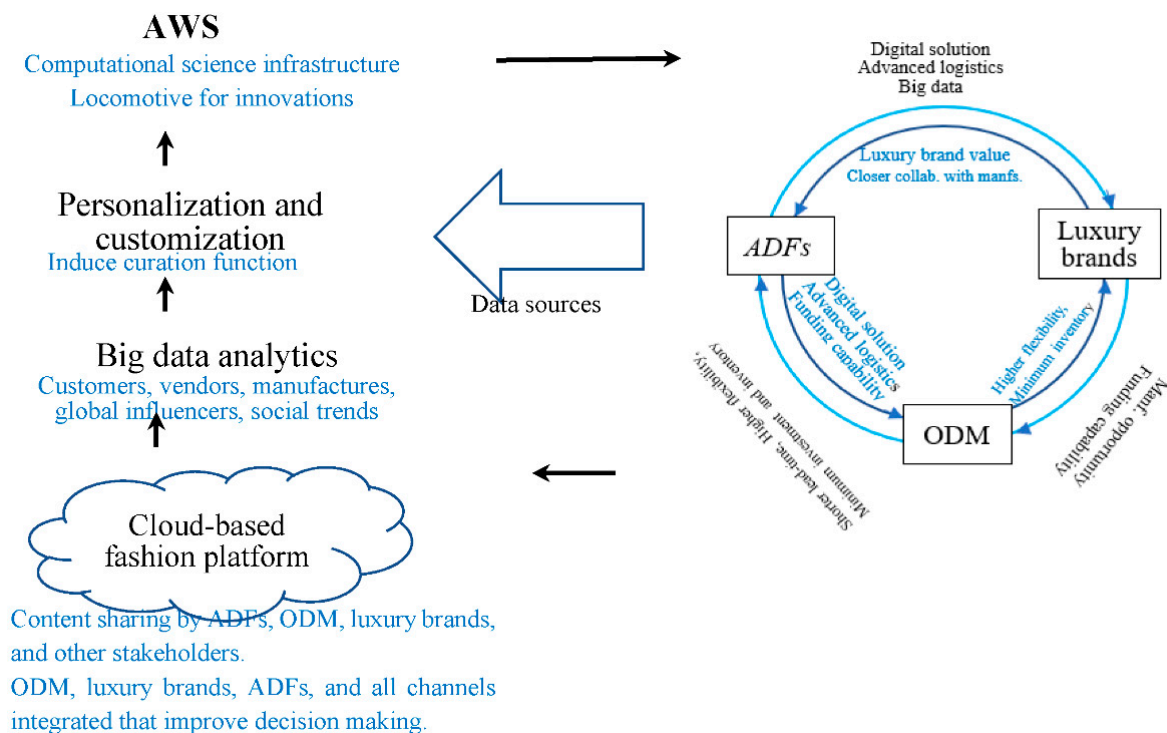 AWS
Computational science infrastructure
Locomotive for innovations
Personalization and
customization
Induce curation function
Big data analytics
Customers, vendors, manufactures,
global influencers, social trends
Cloud-based
fashion platform
Content sharing by ADFs, ODM, luxury brands,
and other stakeholders.
ODM, luxury brands, ADFs, and all channels
integrated that improve decision making.
Data sources
Digital solution
Advanced logistics
Big data
Luxury brand value
Closer collab. with manfs.
ADFs
Luxury
brands
Digital solution
Advanced logistics
Funding capability
Higher flexibility,
Minimum inventory
ODM
Shorter lead-time, Higher flexibility,
Minimum investment and inventory
Manf. opportunity
Funding capability